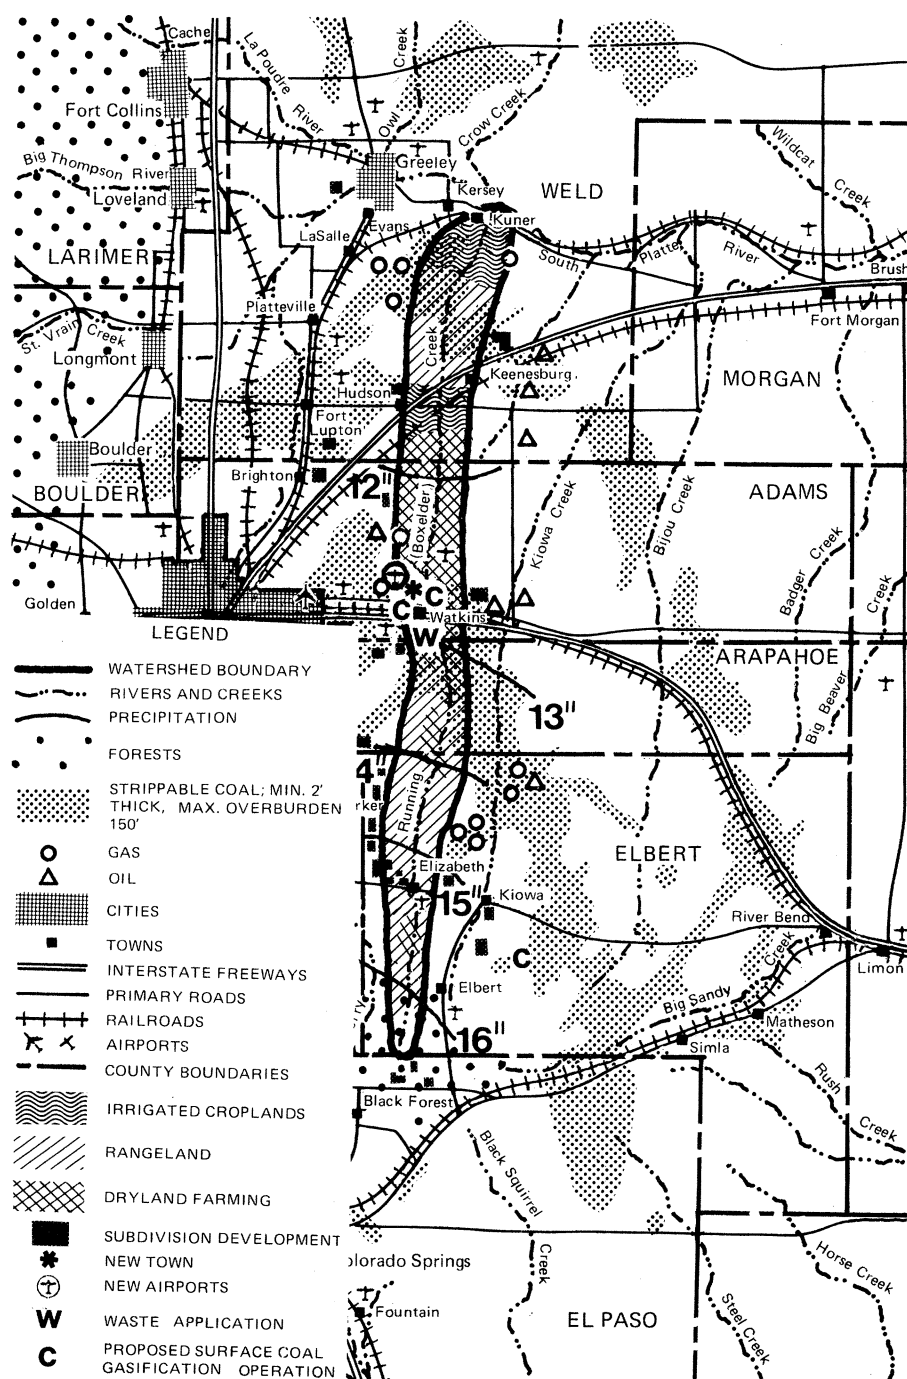 Cache
La Poudre
River
Fort Collins
Owl
Creek
Crow Creek
Wildcat
Creek
Big Thompson River
Loveland
Greeley
Kersey
WELD
Kuner
Evans
LaSalle
LARIMER
South
Platte
River
Brush
Platteville
Fort Morgan
St. Vrain Creek
Longmont
Creek
Keenesburg
MORGAN
Hudson
Fort
Lupton
Boulder
Brighton
12"
BOULDER
ADAMS
(Boxelder)
Kiowa Creek
Bijou Creek
Badger Creek
Creek
Golden
C
C
Watkins
W
ARAPAHOE
Big Beaver
13"
4"
rker
Running
Elizabeth
ELBERT
15"
Kiowa
River Bend
C
Creek
Limon
Elbert
Big Sandy
Matheson
16"
Simla
rry
Rush
Creek
Black Forest
Black Squirrel
Creek
olorado Springs
Horse Creek
Fountain
Steel Creek
EL PASO
LEGEND
WATERSHED BOUNDARY
RIVERS AND CREEKS
PRECIPITATION
FORESTS
STRIPPABLE COAL; MIN. 2'
THICK, MAX. OVERBURDEN
150'
GAS
OIL
CITIES
TOWNS
INTERSTATE FREEWAYS
PRIMARY ROADS
RAILROADS
AIRPORTS
COUNTY BOUNDARIES
IRRIGATED CROPLANDS
RANGELAND
DRYLAND FARMING
SUBDIVISION DEVELOPMENT
NEW TOWN
NEW AIRPORTS
W WASTE APPLICATION
C PROPOSED SURFACE COAL
GASIFICATION OPERATION